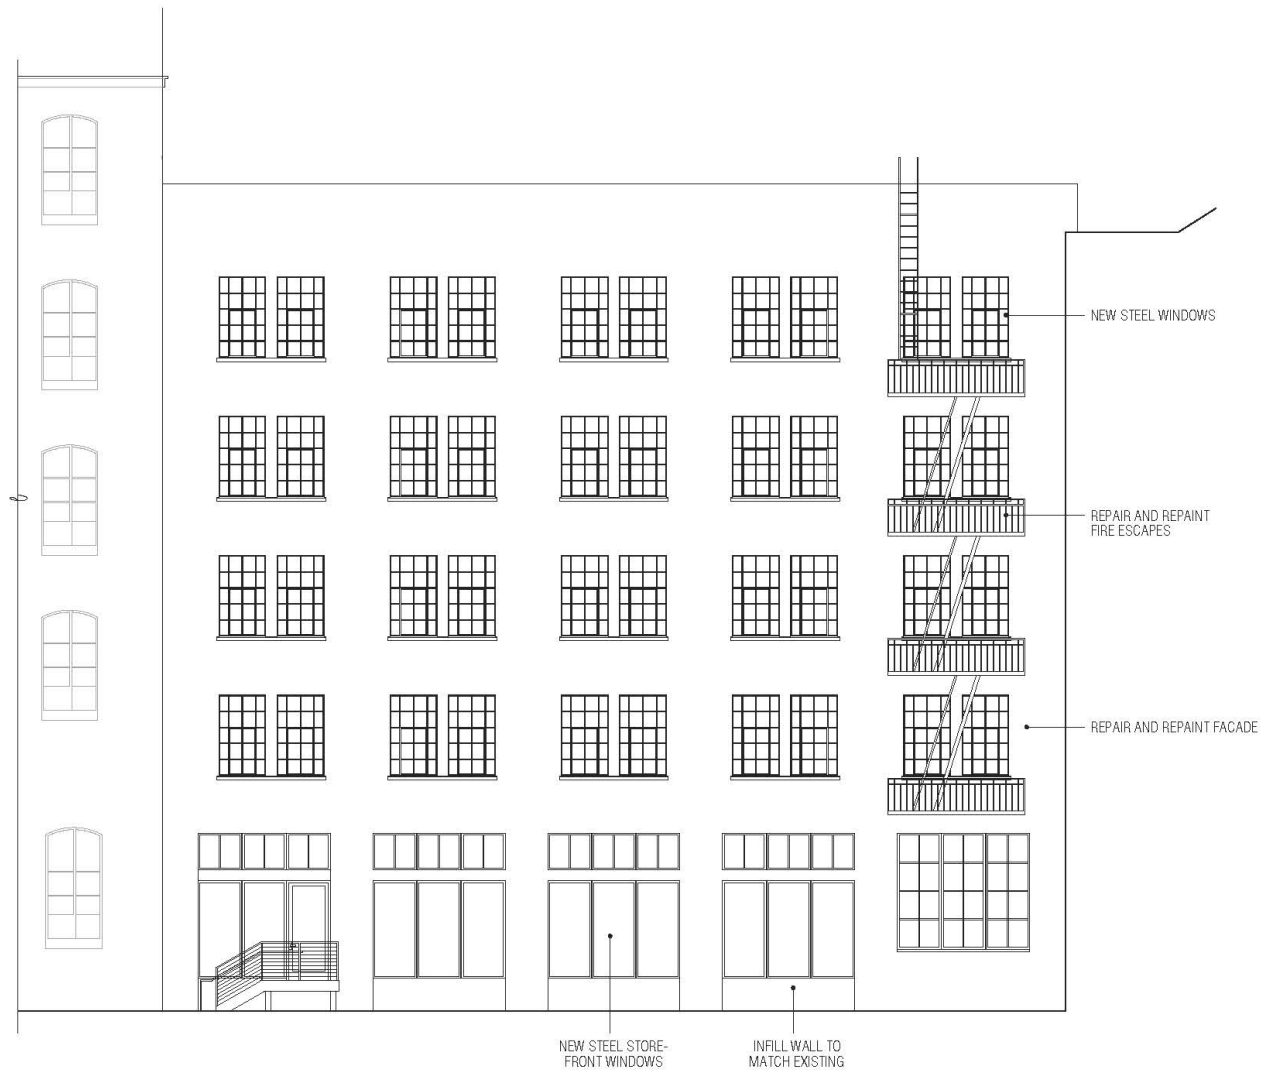 NEW STEEL WINDOWS
REPAIR AND REPAINT
FIRE ESCAPES
REPAIR AND REPAINT FACADE
NEW STEEL STORE-
FRONT WINDOWS
INFILL WALL TO
MATCH EXISTING